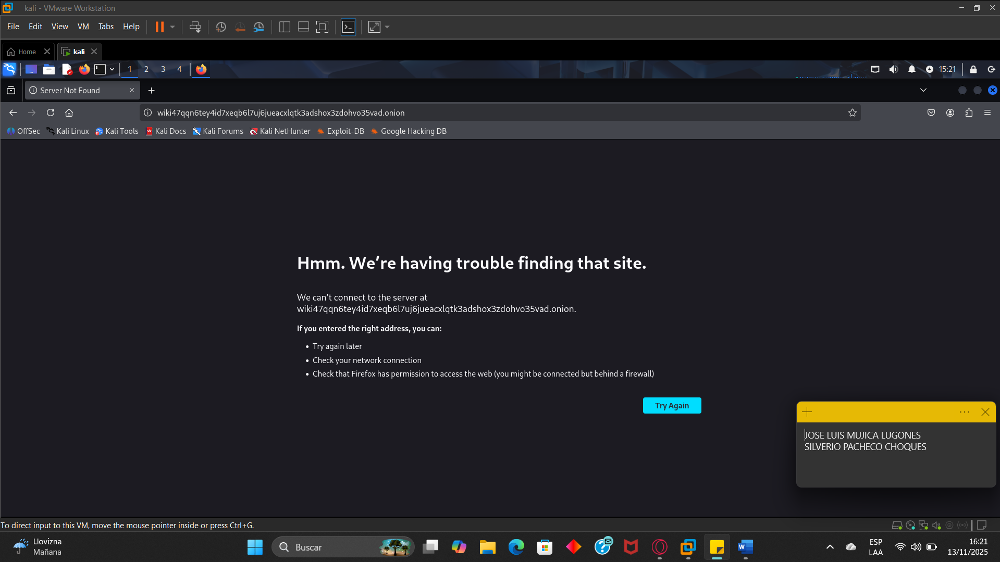 kali - VMware Workstation
File Edit View VM Tabs Help
Home
kali
1 2 3 4
15:21
Server Not Found
wiki47qqn6tey4id7xeqb6l7uj6jueacxlqtk3adshox3zdohvo35vad.onion
OffSec Kali Linux Kali Tools Kali Docs Kali Forums Kali NetHunter Exploit-DB Google Hacking DB
Hmm. We’re having trouble finding that site.
We can’t connect to the server at
wiki47qqn6tey4id7xeqb6l7uj6jueacxlqtk3adshox3zdohvo35vad.onion.
If you entered the right address, you can:
• Try again later
• Check your network connection
• Check that Firefox has permission to access the web (you might be connected but behind a firewall)
Try Again
JOSE LUIS MUJICA LUGONES
SILVERIO PACHECO CHOQUES
To direct input to this VM, move the mouse pointer inside or press Ctrl+G.
Llovizna
Mañana
Buscar
ESP
LAA
16:21
13/11/2025